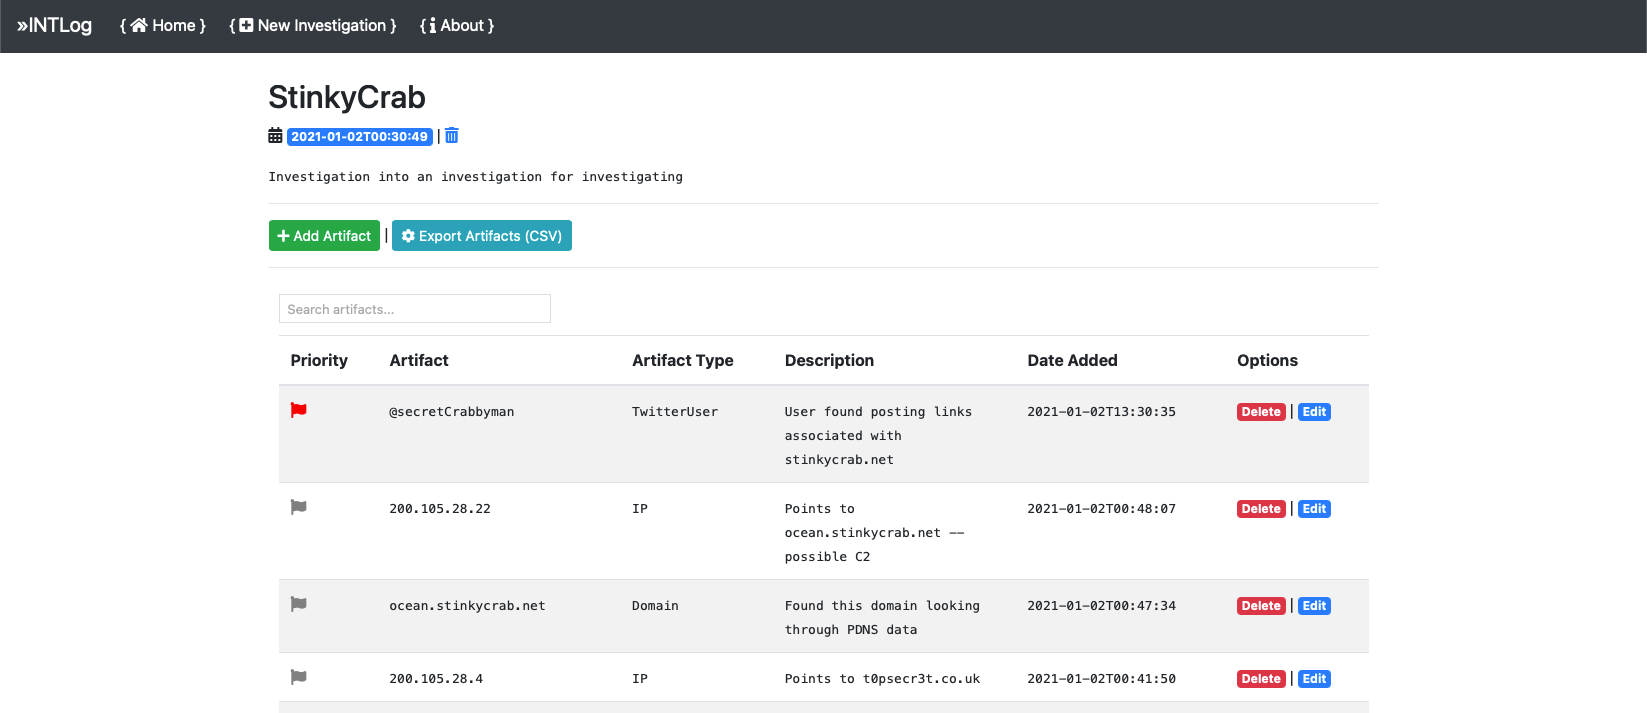 »INTLog { Home } { New Investigation } { About }
StinkyCrab
2021-01-02T00:30:49 |
Investigation into an investigation for investigating
Add Artifact | Export Artifacts (CSV)
Search artifacts...
Priority Artifact Artifact Type Description Date Added Options
@secretCrabbyman TwitterUser User found posting links 2021-01-02T13:30:35 Delete | Edit
associated with
stinkycrab.net
200.105.28.22 IP Points to 2021-01-02T00:48:07 Delete | Edit
ocean.stinkycrab.net --
possible C2
ocean.stinkycrab.net Domain Found this domain looking 2021-01-02T00:47:34 Delete | Edit
through PDNS data
200.105.28.4 IP Points to t0psecr3t.co.uk 2021-01-02T00:41:50 Delete | Edit